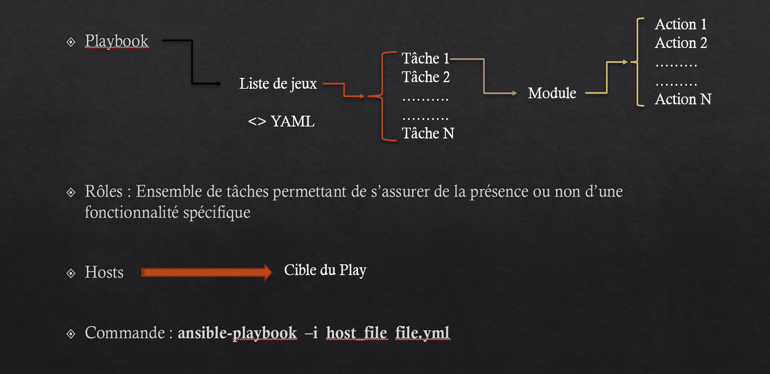 Playbook
Liste de jeux
<> YAML
Tâche 1
Tâche 2
……….
……….
Tâche N
Module
Action 1
Action 2
………
………
Action N
Rôles : Ensemble de tâches permettant de s’assurer de la présence ou non d’une
fonctionnalité spécifique
Hosts
Cible du Play
Commande : ansible-playbook –i host_file file.yml